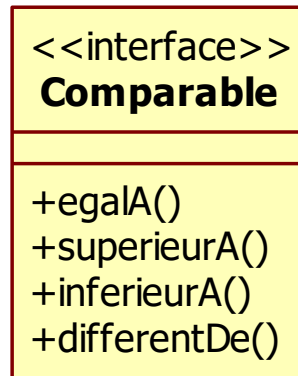 <<interface>>
Comparable
+egalA()
+superieurA()
+inferieurA()
+differentDe()